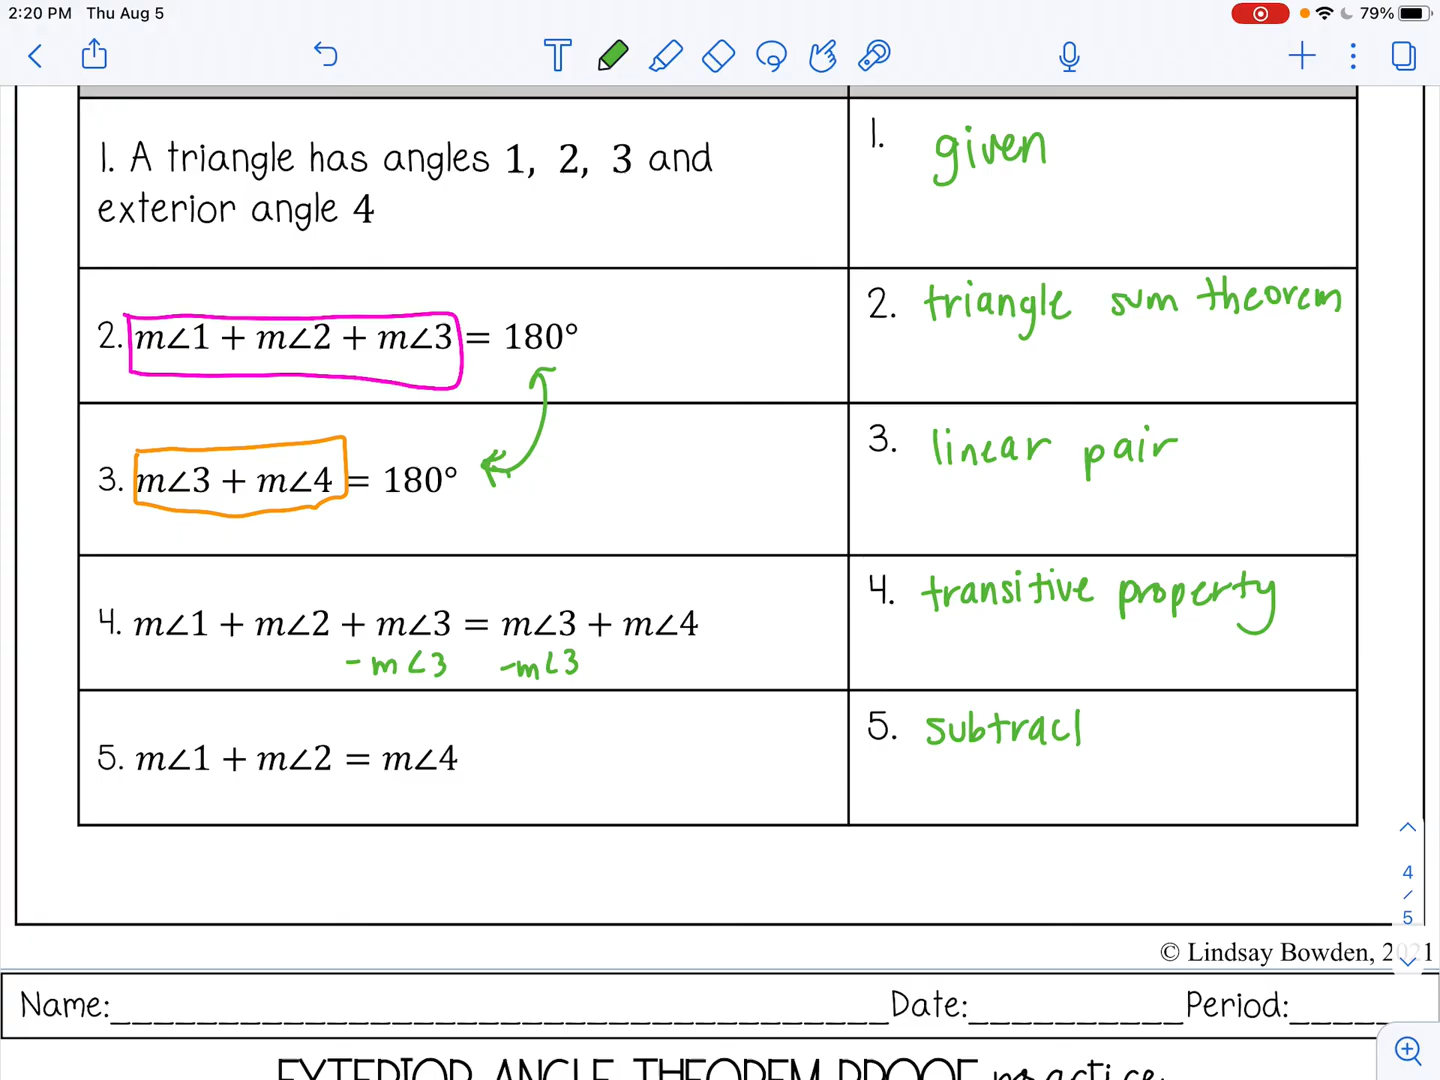 2:20 PM Thu Aug 5
79%
T
1. A triangle has angles 1, 2, 3 and
exterior angle 4
1. given
2. m∠1 + m∠2 + m∠3 = 180°
2. triangle sum theorem
3. m∠3 + m∠4 = 180°
3. linear pair
4. m∠1 + m∠2 + m∠3 = m∠3 + m∠4
- m∠3 -m∠3
4. transitive property
5. m∠1 + m∠2 = m∠4
5. subtracl
4
/
5
© Lindsay Bowden, 2021
Name: Date: Period:
EXTERIOR ANGLE THEOREM PROOF practice